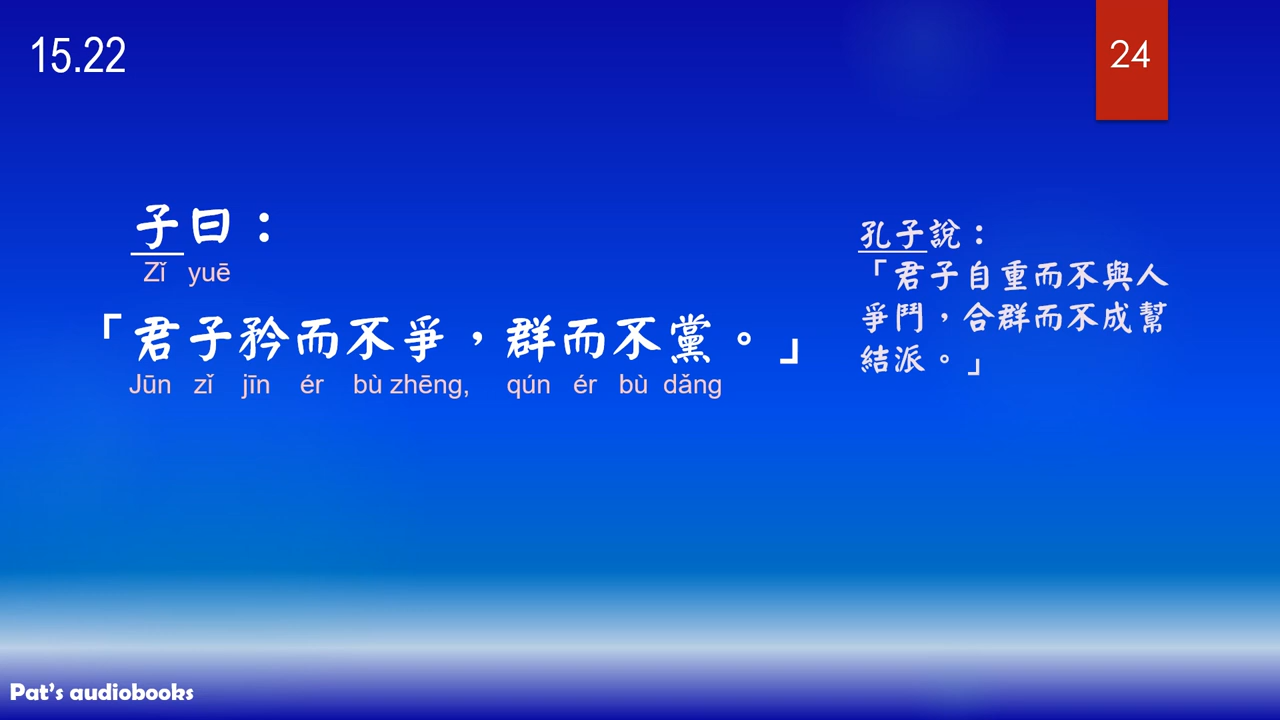 15.22
24
子曰：
Zǐ yuē
「君子矜而不爭，群而不黨。」
Jūn zǐ jīn ér bù zhēng, qún ér bù dǎng
孔子說：
「君子自重而不與人
爭鬥，合群而不成幫
結派。」
Pat's audiobooks